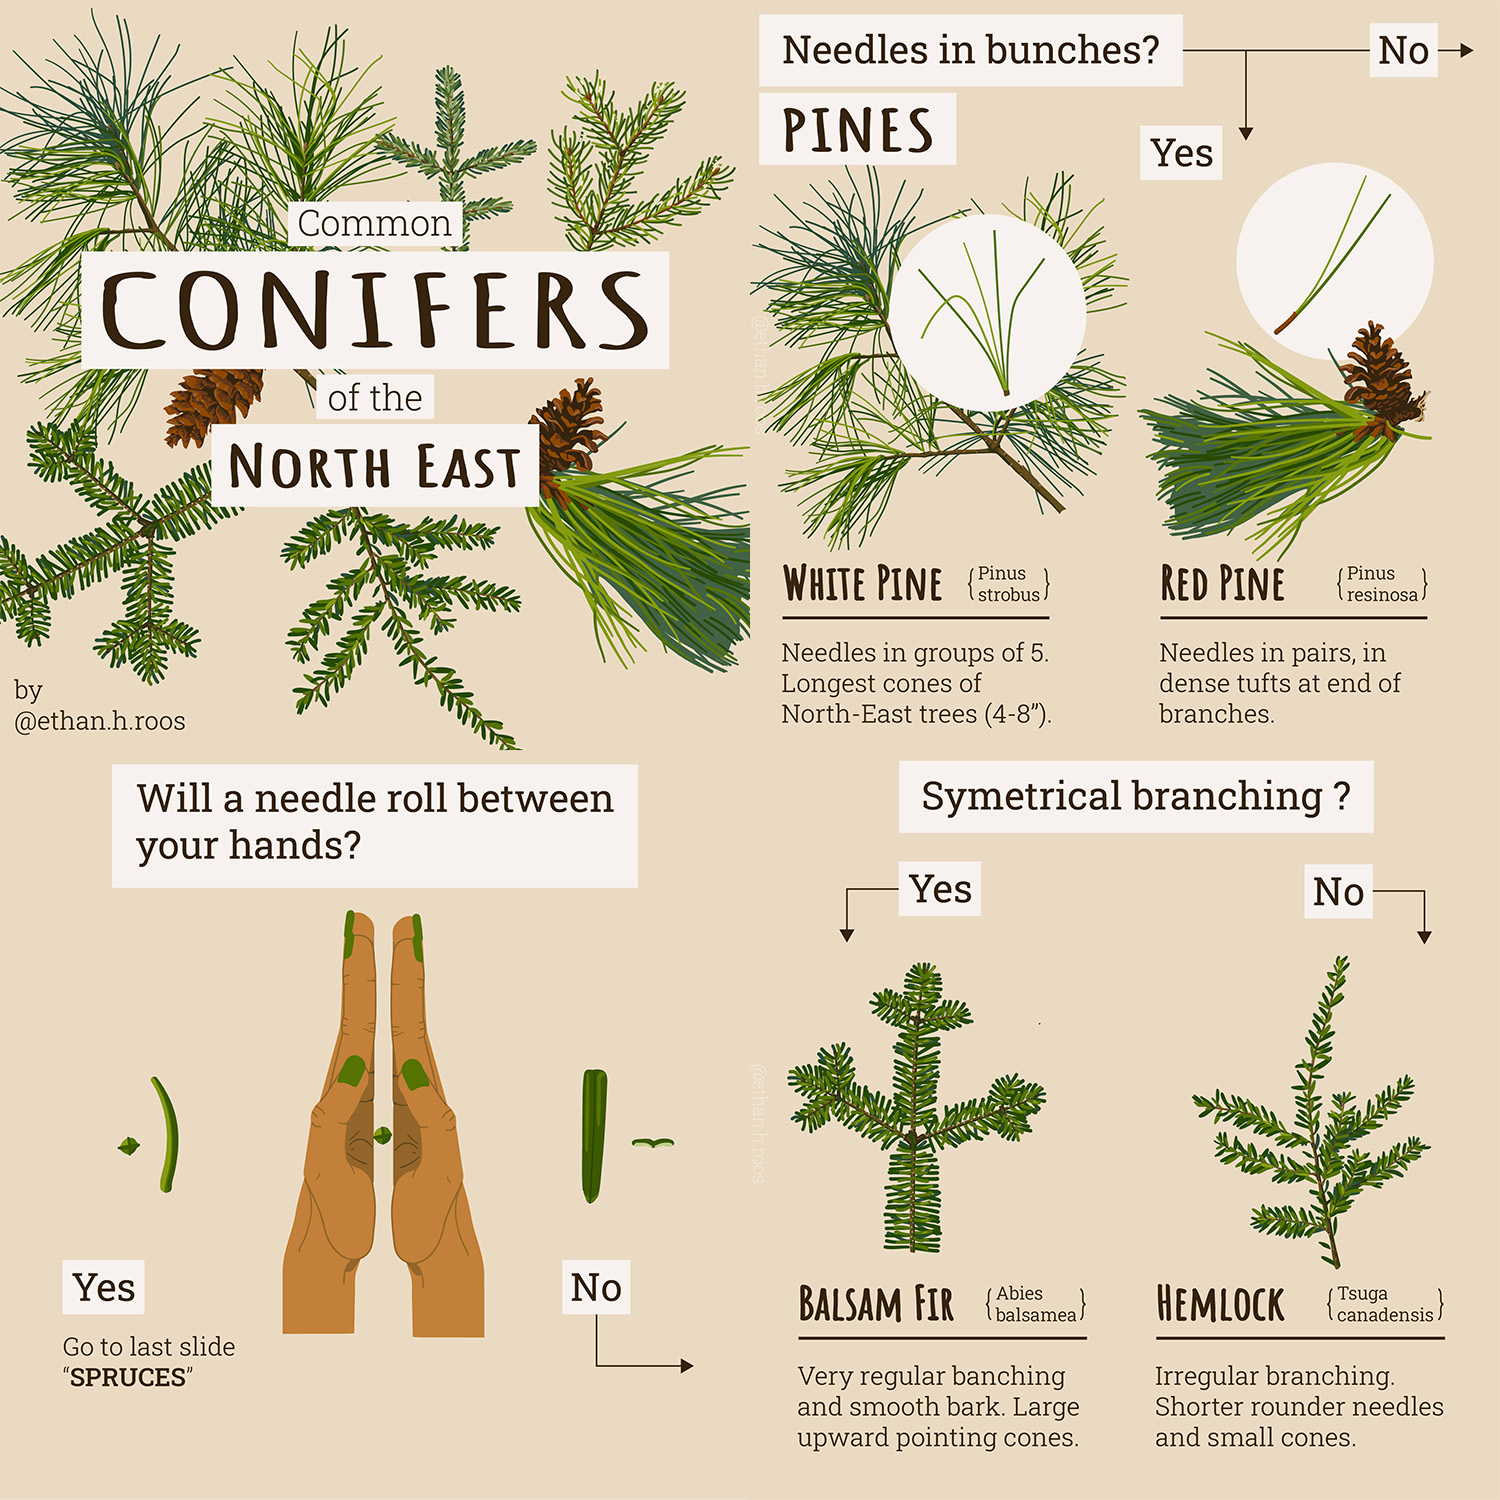 Common
CONIFERS
of the
NORTH EAST
by
@ethan.h.roos
Needles in bunches?
No
PINES
Yes
WHITE PINE {Pinus
strobus}
Needles in groups of 5.
Longest cones of
North-East trees (4-8”).
RED PINE {Pinus
resinosa}
Needles in pairs, in
dense tufts at end of
branches.
@ethan.h
Will a needle roll between
your hands?
Yes
Go to last slide
“SPRUCES”
No
Symetrical branching ?
Yes
No
@ethan.h.roos
BALSAM FIR {Abies
balsamea}
Very regular banching
and smooth bark. Large
upward pointing cones.
HEMLOCK {Tsuga
canadensis}
Irregular branching.
Shorter rounder needles
and small cones.